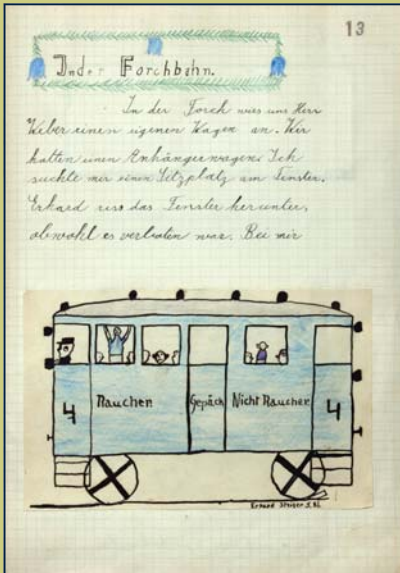 13
In der Forchbahn.
In der Forch wies uns Herr
Weber einen eigenen Wagen an. Wir
hatten einen Anhängerwagen. Ich
suchte mir einen Sitzplatz am Fenster.
Erhard riss das Fenster herunter,
obwohl es verboten war. Bei mir
4 Raucher Gepäck Nicht Raucher 4
Erhard